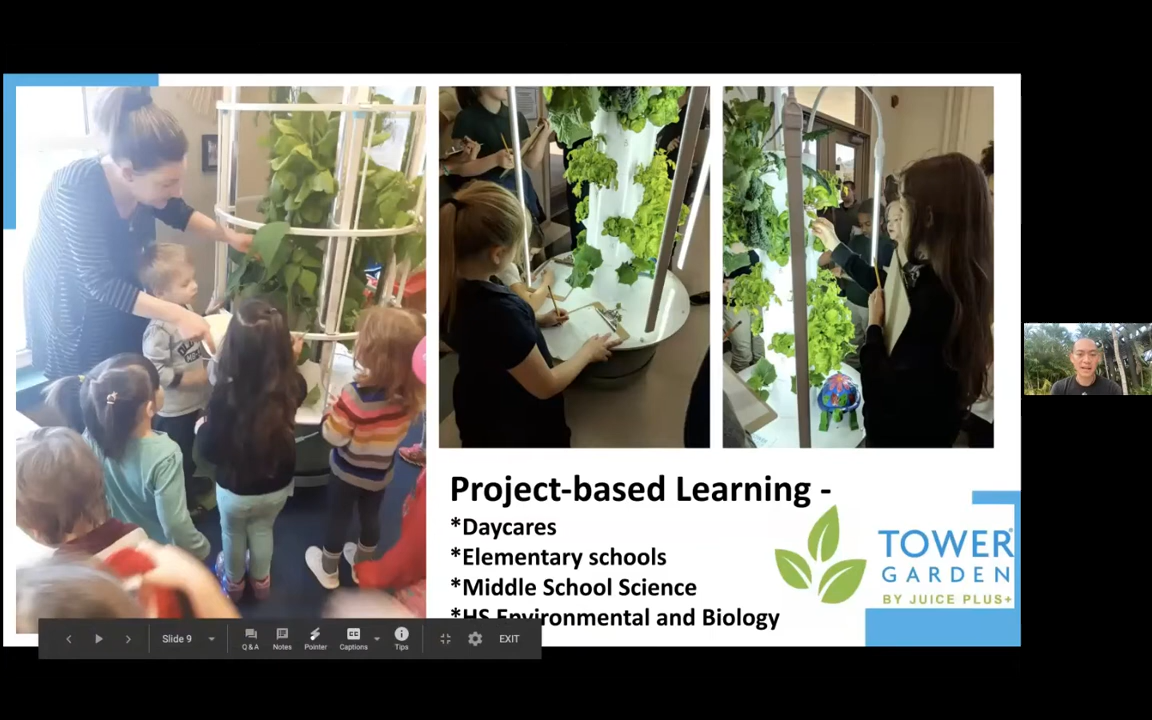 Project-based Learning -
*Daycares
*Elementary schools
*Middle School Science
*HS Environmental and Biology
TOWER®
GARDEN
BY JUICE PLUS+
Slide 9
Q&A
Notes
Pointer
CC
Captions
Tips
EXIT